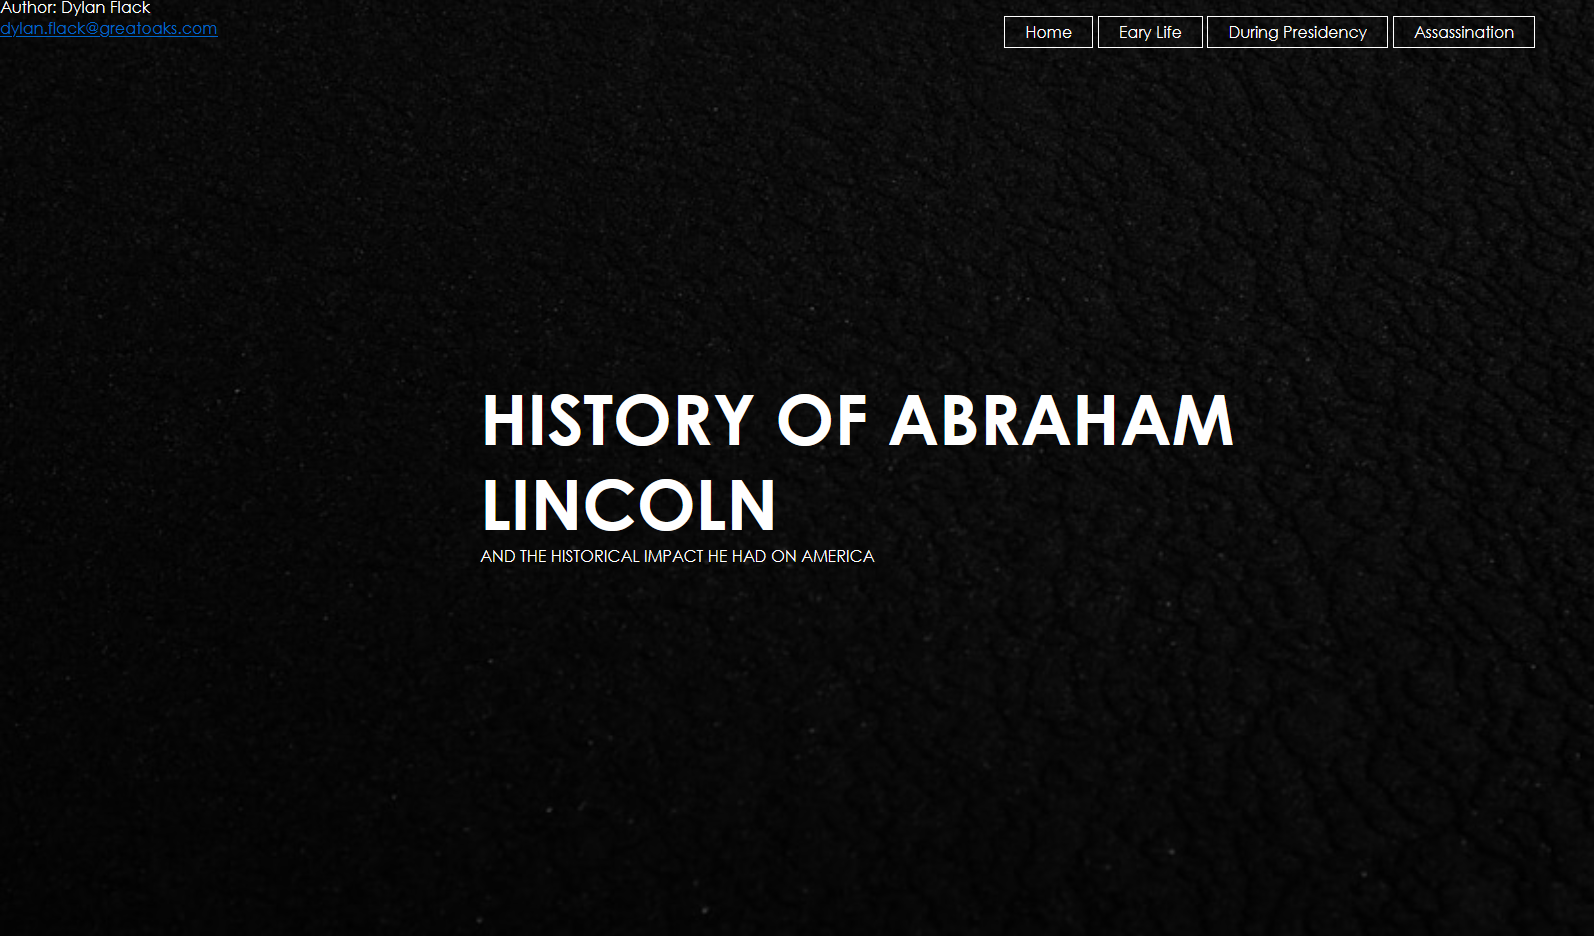 Author: Dylan Flack
dylan.flack@greatoaks.com
Home Eary Life During Presidency Assassination
HISTORY OF ABRAHAM
LINCOLN
AND THE HISTORICAL IMPACT HE HAD ON AMERICA